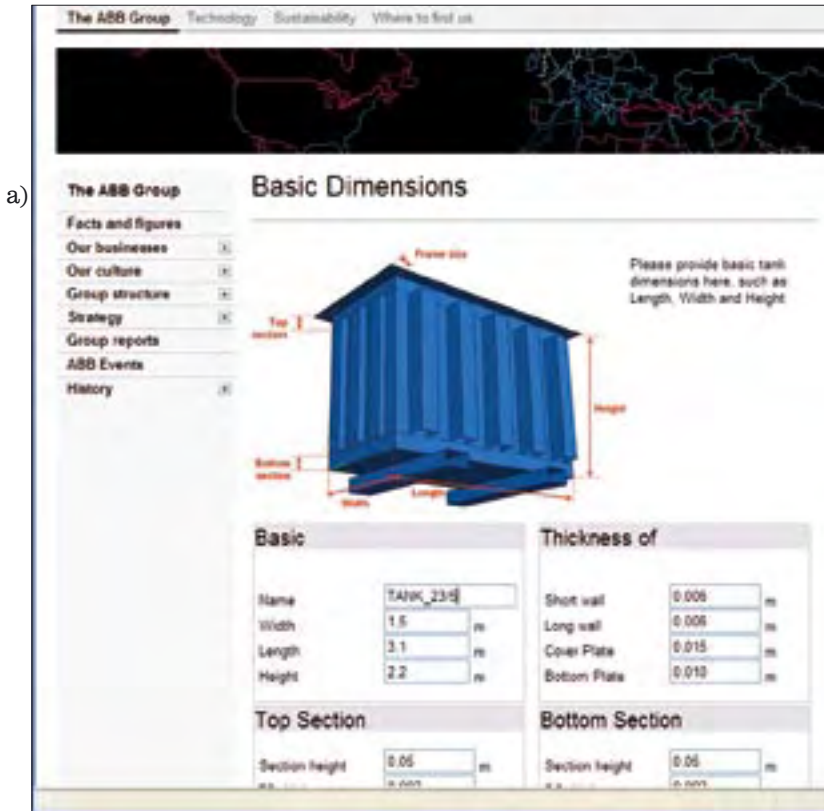 The ABB Group Technology Sustainability Where to find us
a)
The ABB Group
Facts and figures
Our businesses
Our culture
Group structure
Strategy
Group reports
ABB Events
History
Basic Dimensions
Please provide basic tank
dimensions here, such as
Length, Width and Height
Frame size
Top
section
Height
Bottom
section
Width
Length
Basic
Name TANK_23/5
Width 1.5 m
Length 3.1 m
Height 2.2 m
Thickness of
Short wall 0.006 m
Long wall 0.006 m
Cover Plate 0.015 m
Bottom Plate 0.010 m
Top Section
Section height 0.05 m
Bottom Section
Section height 0.05 m